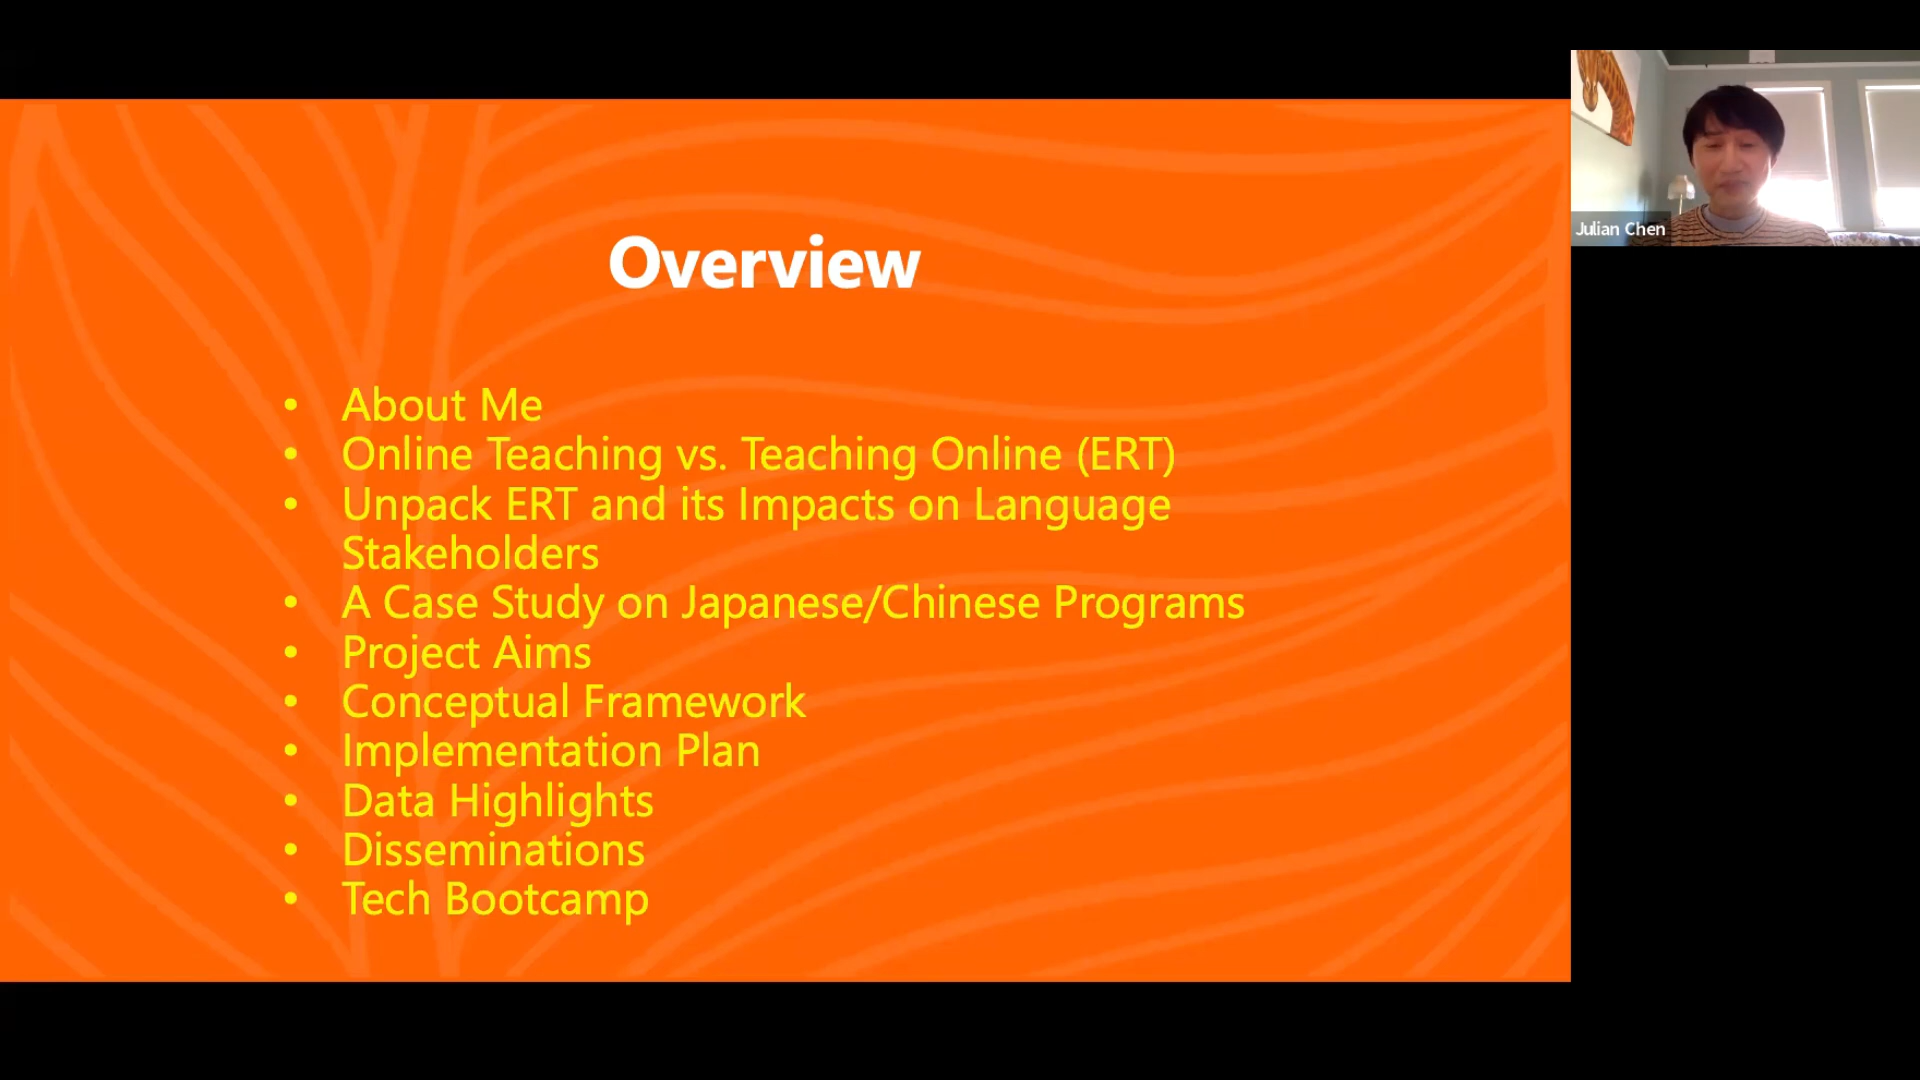 Overview
• About Me
• Online Teaching vs. Teaching Online (ERT)
• Unpack ERT and its Impacts on Language
Stakeholders
• A Case Study on Japanese/Chinese Programs
• Project Aims
• Conceptual Framework
• Implementation Plan
• Data Highlights
• Disseminations
• Tech Bootcamp
Julian Chen